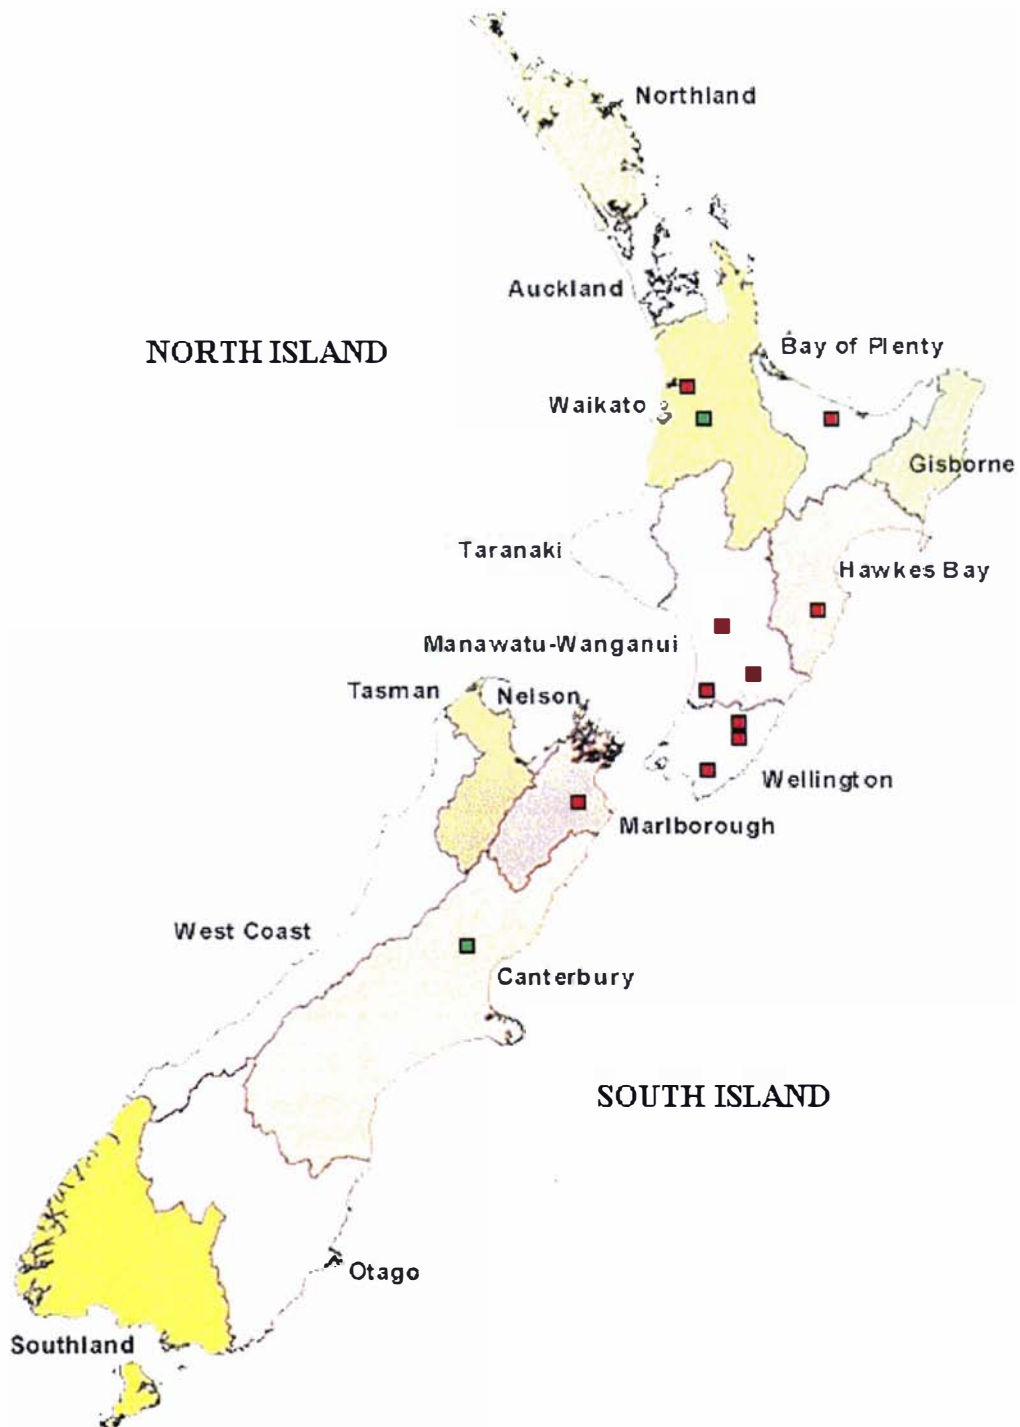 Northland
Auckland
NORTH ISLAND
Bay of Plenty
Waikato
Gisborne
Taranaki
Hawkes Bay
Manawatu-Wanganui
Tasman
Nelson
Wellington
Marlborough
West Coast
Canterbury
SOUTH ISLAND
Otago
Southland